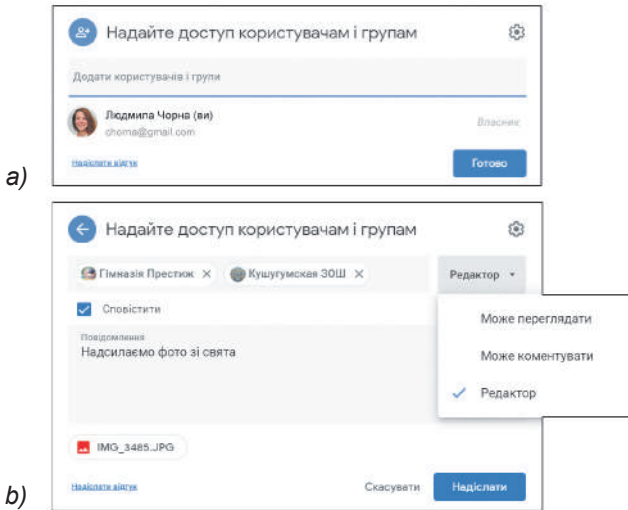 Надайте доступ користувачам і групам
Додати користувачів і групи
Людмила Чорна (ви)
chorna@gmail.com
Власник
Надіслати відгук
Готово
a)
Надайте доступ користувачам і групам
Гімназія Престиж ×
Кушугумская ЗОШ ×
Редактор
Сповістити
Може переглядати
Повідомлення
Надсилаємо фото зі свята
Може коментувати
Редактор
IMG_3485.JPG
Надіслати відгук
Скасувати
Надіслати
b)